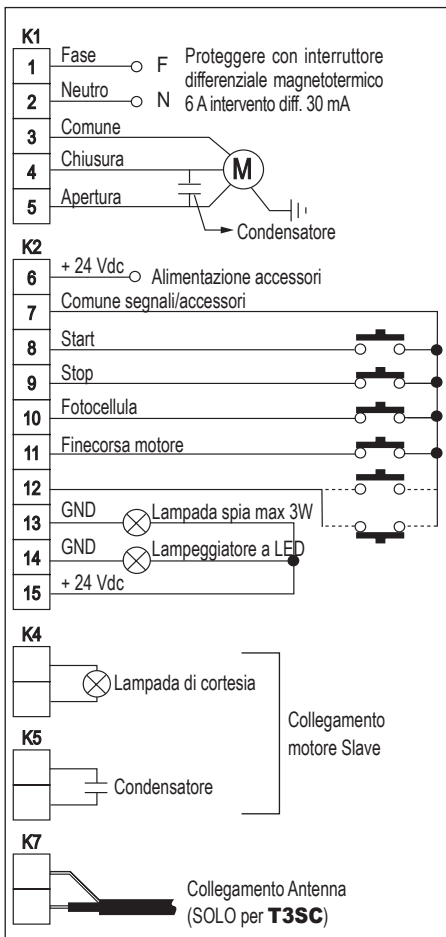 K1
1 Fase F Proteggere con interruttore
differenziale magnetotermico
2 Neutro N 6 A intervento diff. 30 mA
3 Comune
4 Chiusura M
5 Apertura
Condensatore
K2
6 + 24 Vdc Alimentazione accessori
7 Comune segnali/accessori
8 Start
9 Stop
10 Fotocellula
11 Finecorsa motore
12
13 GND Lampada spia max 3W
14 GND Lampeggiatore a LED
15 + 24 Vdc
K4
Lampada di cortesia
Collegamento
motore Slave
K5
Condensatore
K7
Collegamento Antenna
(SOLO per T3SC)